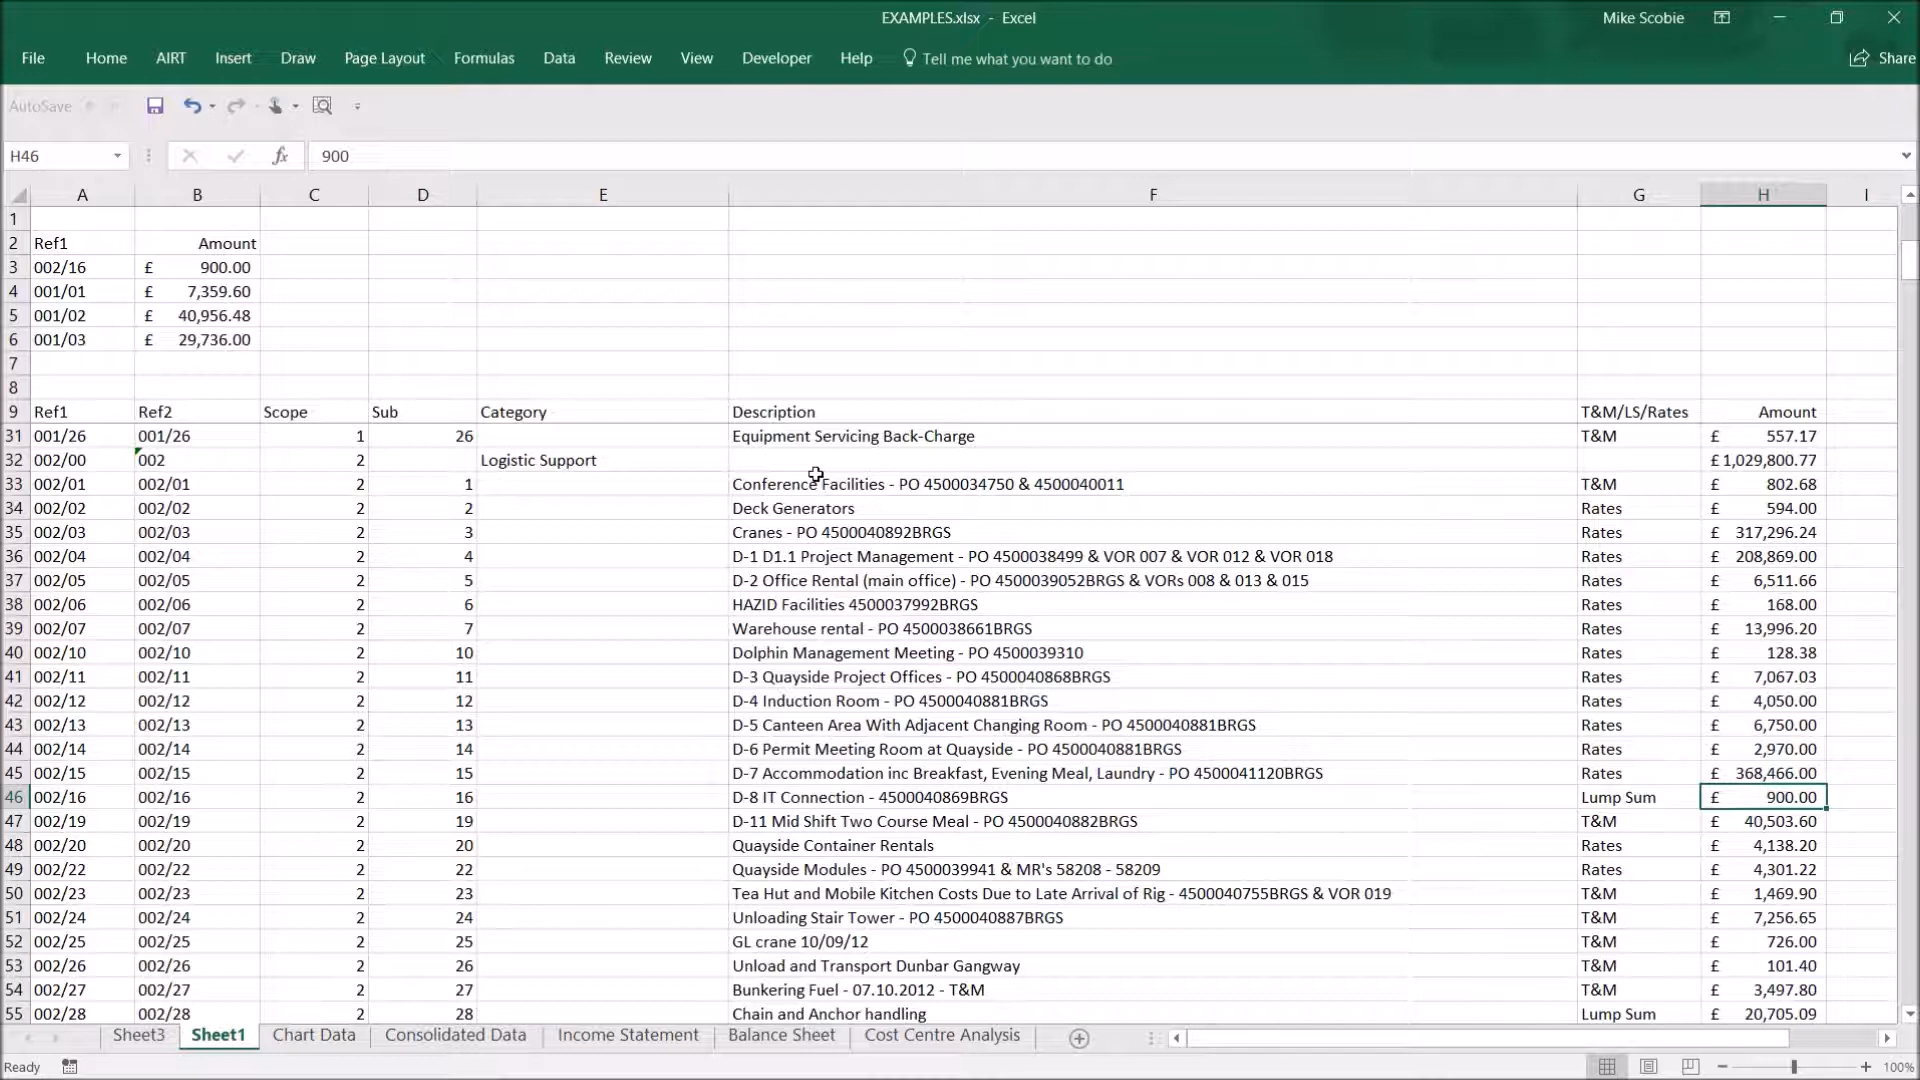 EXAMPLES.xlsx - Excel
Mike Scobie
File Home AIRT Insert Draw Page Layout Formulas Data Review View Developer Help Tell me what you want to do Share
AutoSave
H46 fx 900
A B C D E F G H I
1
2 Ref1 Amount
3 002/16 £ 900.00
4 001/01 £ 7,359.60
5 001/02 £ 40,956.48
6 001/03 £ 29,736.00
7
8
9 Ref1 Ref2 Scope Sub Category Description T&M/LS/Rates Amount
31 001/26 001/26 1 26 Equipment Servicing Back-Charge T&M £ 557.17
32 002/00 002 2 Logistic Support £ 1,029,800.77
33 002/01 002/01 2 1 Conference Facilities - PO 4500034750 & 4500040011 T&M £ 802.68
34 002/02 002/02 2 2 Deck Generators Rates £ 594.00
35 002/03 002/03 2 3 Cranes - PO 4500040892BRGS Rates £ 317,296.24
36 002/04 002/04 2 4 D-1 D1.1 Project Management - PO 4500038499 & VOR 007 & VOR 012 & VOR 018 Rates £ 208,869.00
37 002/05 002/05 2 5 D-2 Office Rental (main office) - PO 4500039052BRGS & VORs 008 & 013 & 015 Rates £ 6,511.66
38 002/06 002/06 2 6 HAZID Facilities 4500037992BRGS Rates £ 168.00
39 002/07 002/07 2 7 Warehouse rental - PO 4500038661BRGS Rates £ 13,996.20
40 002/10 002/10 2 10 Dolphin Management Meeting - PO 4500039310 Rates £ 128.38
41 002/11 002/11 2 11 D-3 Quayside Project Offices - PO 4500040868BRGS Rates £ 7,067.03
42 002/12 002/12 2 12 D-4 Induction Room - PO 4500040881BRGS Rates £ 4,050.00
43 002/13 002/13 2 13 D-5 Canteen Area With Adjacent Changing Room - PO 4500040881BRGS Rates £ 6,750.00
44 002/14 002/14 2 14 D-6 Permit Meeting Room at Quayside - PO 4500040881BRGS Rates £ 2,970.00
45 002/15 002/15 2 15 D-7 Accommodation inc Breakfast, Evening Meal, Laundry - PO 4500041120BRGS Rates £ 368,466.00
46 002/16 002/16 2 16 D-8 IT Connection - 4500040869BRGS Lump Sum £ 900.00
47 002/19 002/19 2 19 D-11 Mid Shift Two Course Meal - PO 4500040882BRGS T&M £ 40,503.60
48 002/20 002/20 2 20 Quayside Container Rentals Rates £ 4,138.20
49 002/22 002/22 2 22 Quayside Modules - PO 4500039941 & MR's 58208 - 58209 Rates £ 4,301.22
50 002/23 002/23 2 23 Tea Hut and Mobile Kitchen Costs Due to Late Arrival of Rig - 4500040755BRGS & VOR 019 T&M £ 1,469.90
51 002/24 002/24 2 24 Unloading Stair Tower - PO 4500040887BRGS T&M £ 7,256.65
52 002/25 002/25 2 25 GL crane 10/09/12 T&M £ 726.00
53 002/26 002/26 2 26 Unload and Transport Dunbar Gangway T&M £ 101.40
54 002/27 002/27 2 27 Bunkering Fuel - 07.10.2012 - T&M T&M £ 3,497.80
55 002/28 002/28 2 28 Chain and Anchor handling Lump Sum £ 20,705.09
Sheet3 Sheet1 Chart Data Consolidated Data Income Statement Balance Sheet Cost Centre Analysis
Ready 100%